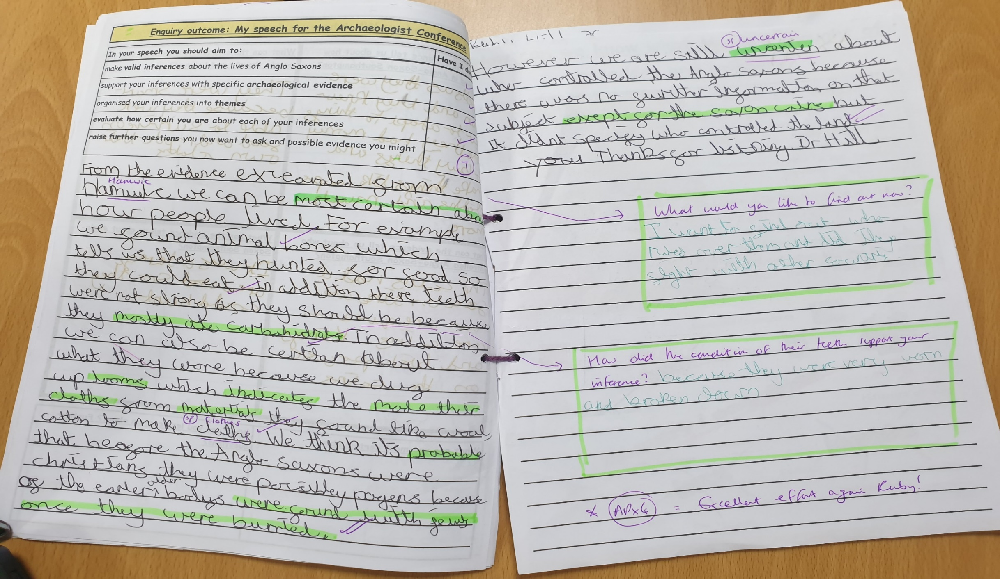 Enquiry outcome: My speech for the Archaeologist Conference
In your speech you should aim to:
Have I do
make valid inferences about the lives of Anglo Saxons
support your inferences with specific archaeological evidence
organised your inferences into themes
evaluate how certain you are about each of your inferences
raise further questions you now want to ask and possible evidence you might
T
From the evidence excearated from
Hamwic
we can be most certain abo
how people lived. For example
we found animal bones which
tells us that they hunted for food so
they could eat. In addition there teeth
were not strong as they should be because
they mostly ate carbohidrats. In addition
we can also be certian about
what they wore because we dug
up looms which indicates the made their
cloths from material they found like wool,
cotton to make cloths. We think it's probable
sp clothes
that beofore the Anglo saxons were
christians they were possibley pagens because
of the earler older bodys were found with jewls
once they were burried.
Hill 7r
sp uncertain
However we are still uncenten about
who controlled the Anglo saxons because
there was no further information on that
subject exept for the saxon coins but
it didnt specify who controlled the land.
Thanks for listning Dr Hill
What would you like to find out now?
I want to find out who
ruled over them and did they
fight with other countris.
How did the condition of their teeth support your
inference? because they were very worn
and broken down.
* APx4 = Excellent effort again Ruby!